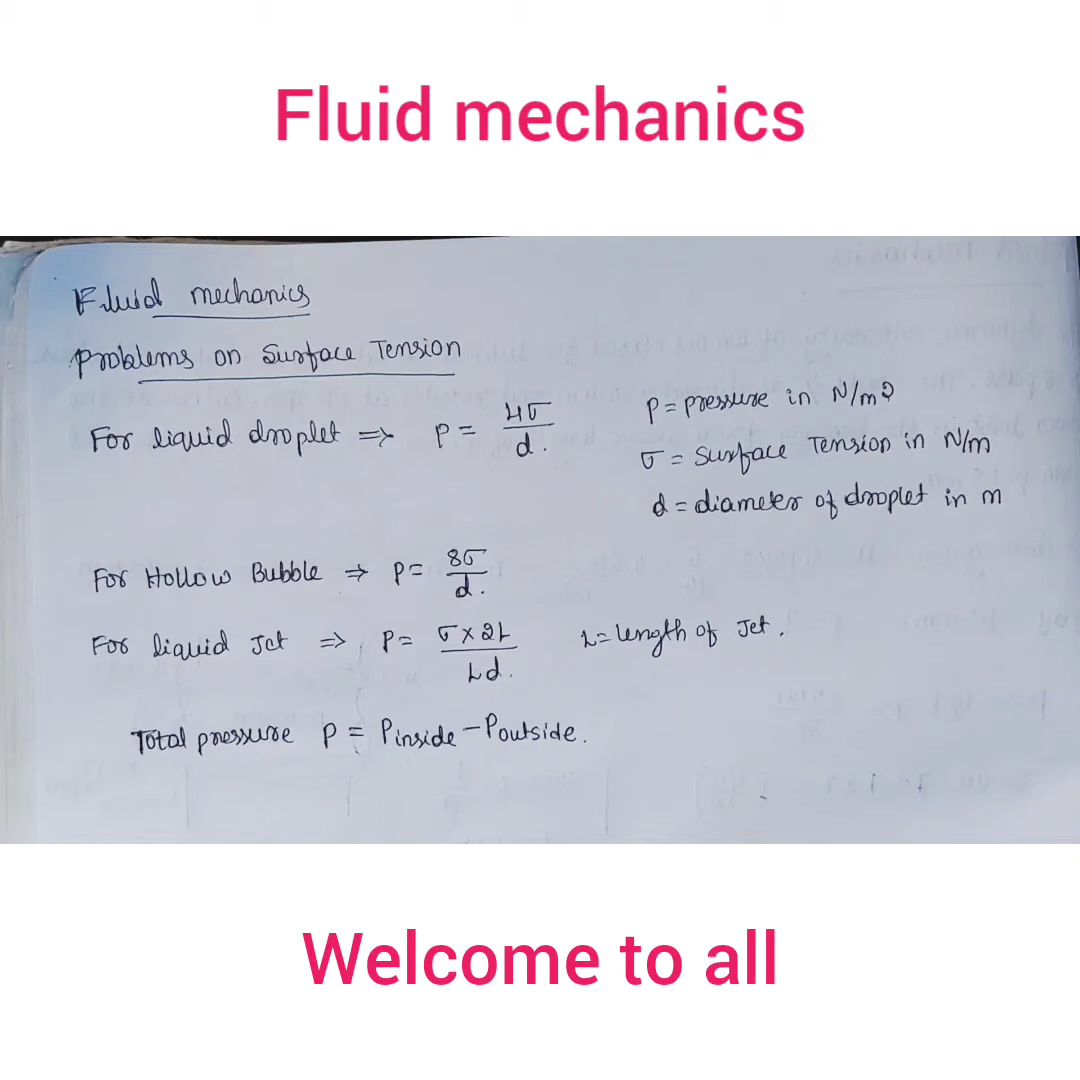 Fluid mechanics
Fluid mechanics
Problems on Surface Tension
For liquid droplet ⇒ P = 4σ/d.
P = pressure in N/m2
σ = Surface Tension in N/m
d = diameter of droplet in m
For Hollow Bubble ⇒ P = 8σ/d.
For liquid Jet ⇒ P = σ×2L/Ld. L = length of Jet.
Total pressure P = Pinside - Poutside.
Welcome to all